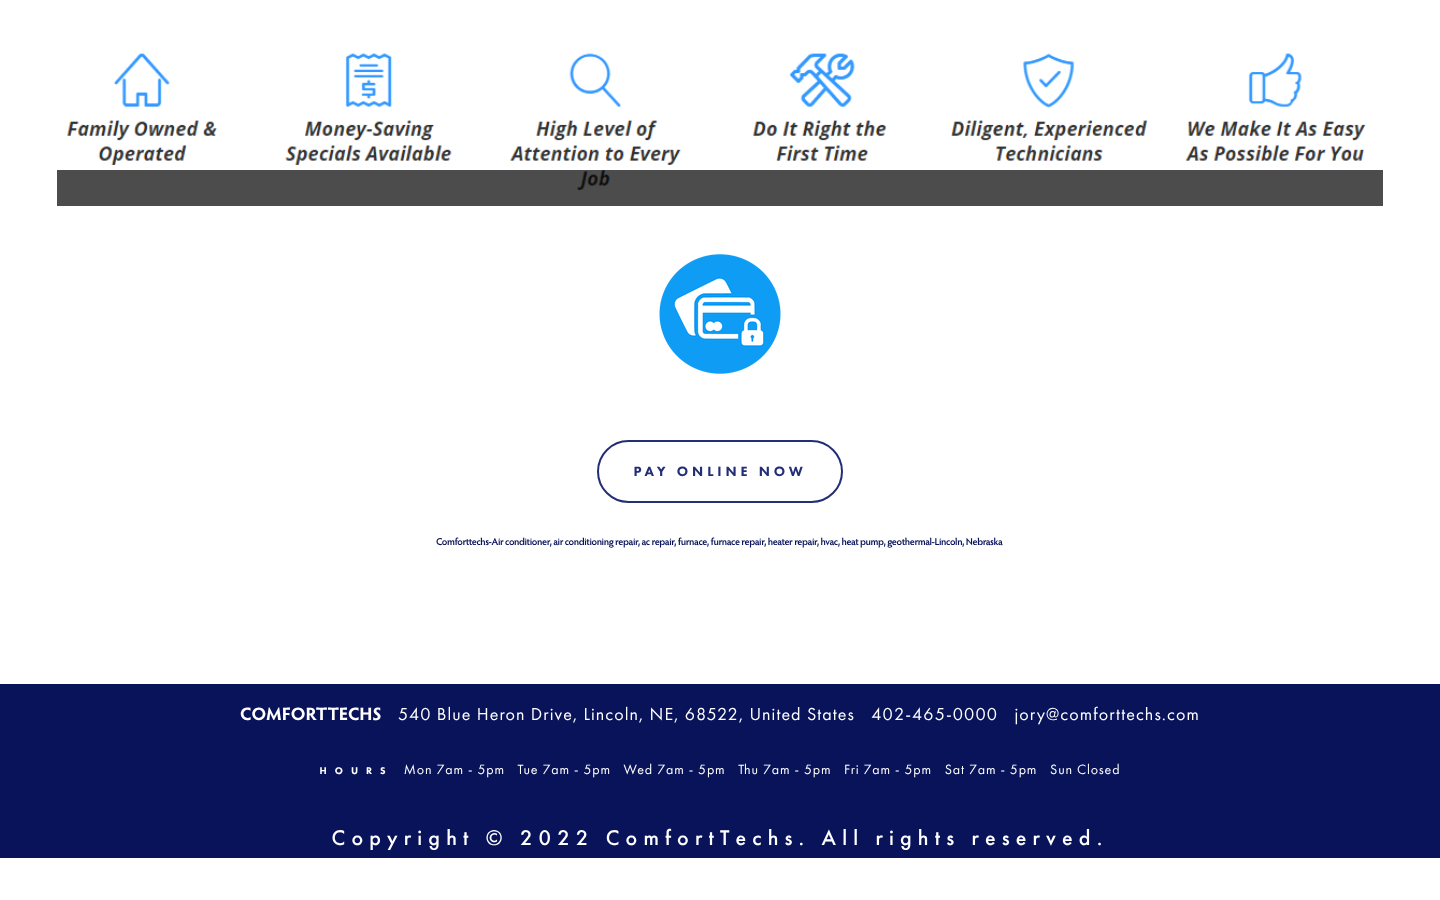 Family Owned &
Operated
Money-Saving
Specials Available
High Level of
Attention to Every
Job
Do It Right the
First Time
Diligent, Experienced
Technicians
We Make It As Easy
As Possible For You
PAY ONLINE NOW
Comforttechs-Air conditioner, air conditioning repair, ac repair, furnace, furnace repair, heater repair, hvac, heat pump, geothermal-Lincoln, Nebraska
COMFORTTECHS 540 Blue Heron Drive, Lincoln, NE, 68522, United States 402-465-0000 jory@comforttechs.com
HOURS Mon 7am - 5pm Tue 7am - 5pm Wed 7am - 5pm Thu 7am - 5pm Fri 7am - 5pm Sat 7am - 5pm Sun Closed
Copyright © 2022 ComfortTechs. All rights reserved.